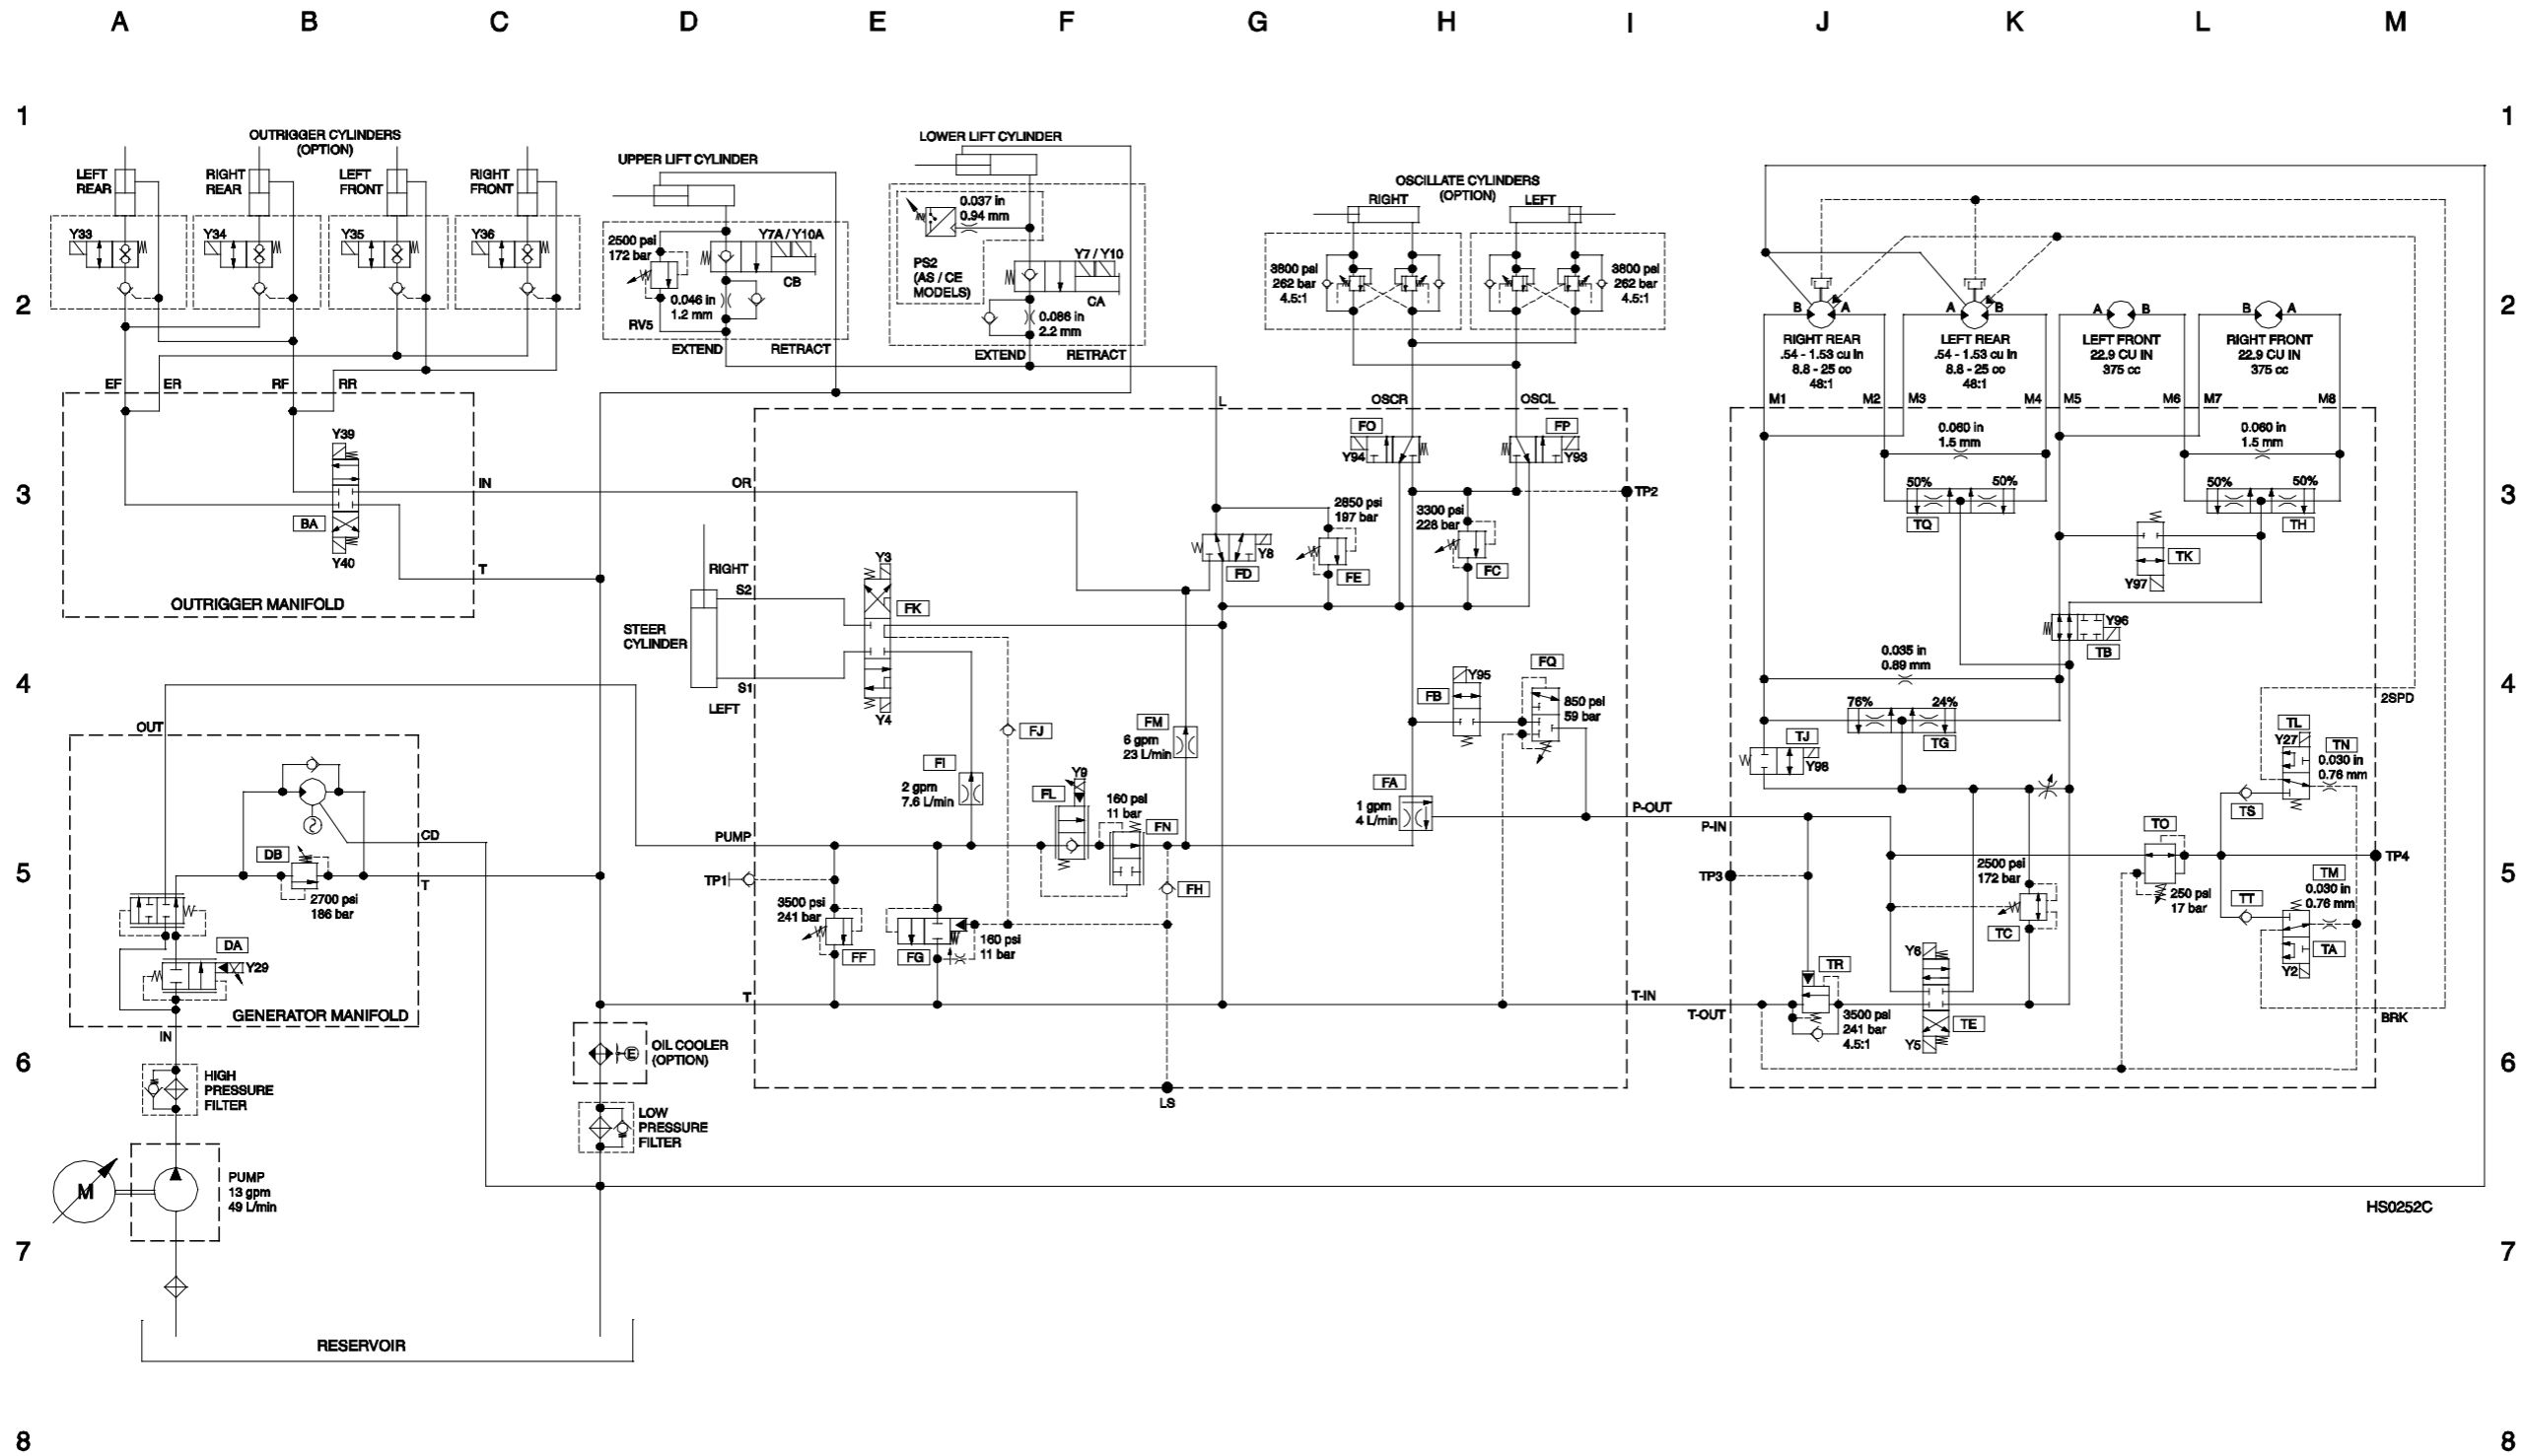 A B C D E F G H I J K L M
1
1
2
2
3
3
4
4
5
5
6
6
7
7
8
8
OUTRIGGER CYLINDERS
(OPTION)
LEFT
REAR
RIGHT
REAR
LEFT
FRONT
RIGHT
FRONT
Y33
Y34
Y35
Y36
EF
ER
RF
RR
Y39
BA
Y40
IN
T
OUTRIGGER MANIFOLD
UPPER LIFT CYLINDER
2500 psi
172 bar
Y7A / Y10A
CB
0.046 in
1.2 mm
RV5
EXTEND
RETRACT
LOWER LIFT CYLINDER
0.037 in
0.94 mm
PS2
(AS / CE
MODELS)
Y7 / Y10
CA
0.086 in
2.2 mm
EXTEND
RETRACT
OSCILLATE CYLINDERS
(OPTION)
RIGHT
LEFT
3800 psi
262 bar
4.5:1
3800 psi
262 bar
4.5:1
L
OSCR
OSCL
FO
Y94
FP
Y93
TP2
OR
2850 psi
197 bar
FE
3300 psi
228 bar
FC
Y8
FD
RIGHT
S2
STEER
CYLINDER
S1
LEFT
Y3
FK
Y4
FJ
FI
2 gpm
7.6 L/min
FM
6 gpm
23 L/min
Y9
FL
160 psi
11 bar
FN
Y95
FB
FQ
850 psi
59 bar
FA
1 gpm
4 L/min
PUMP
TP1
3500 psi
241 bar
FF
FG
160 psi
11 bar
FH
T
LS
P-OUT
P-IN
T-IN
T-OUT
OUT
DB
2700 psi
186 bar
CD
T
DA
Y29
GENERATOR MANIFOLD
IN
HIGH
PRESSURE
FILTER
M
PUMP
13 gpm
49 L/min
RESERVOIR
E
OIL COOLER
(OPTION)
LOW
PRESSURE
FILTER
B A
RIGHT REAR
.54 - 1.53 cu in
8.8 - 25 cc
48:1
A B
LEFT REAR
.54 - 1.53 cu in
8.8 - 25 cc
48:1
A B
LEFT FRONT
22.9 CU IN
375 cc
B A
RIGHT FRONT
22.9 CU IN
375 cc
M1
M2
M3
M4
M5
M6
M7
M8
0.060 in
1.5 mm
0.060 in
1.5 mm
50%
50%
TQ
50%
50%
TH
TK
Y97
Y96
TB
0.035 in
0.89 mm
76%
24%
TG
TJ
Y98
2SPD
TL
Y27
TN
0.030 in
0.76 mm
TS
TO
250 psi
17 bar
TP4
TP3
2500 psi
172 bar
TC
TT
TM
0.030 in
0.76 mm
TA
Y2
TR
3500 psi
241 bar
4.5:1
Y6
TE
Y5
BRK
HS0252C